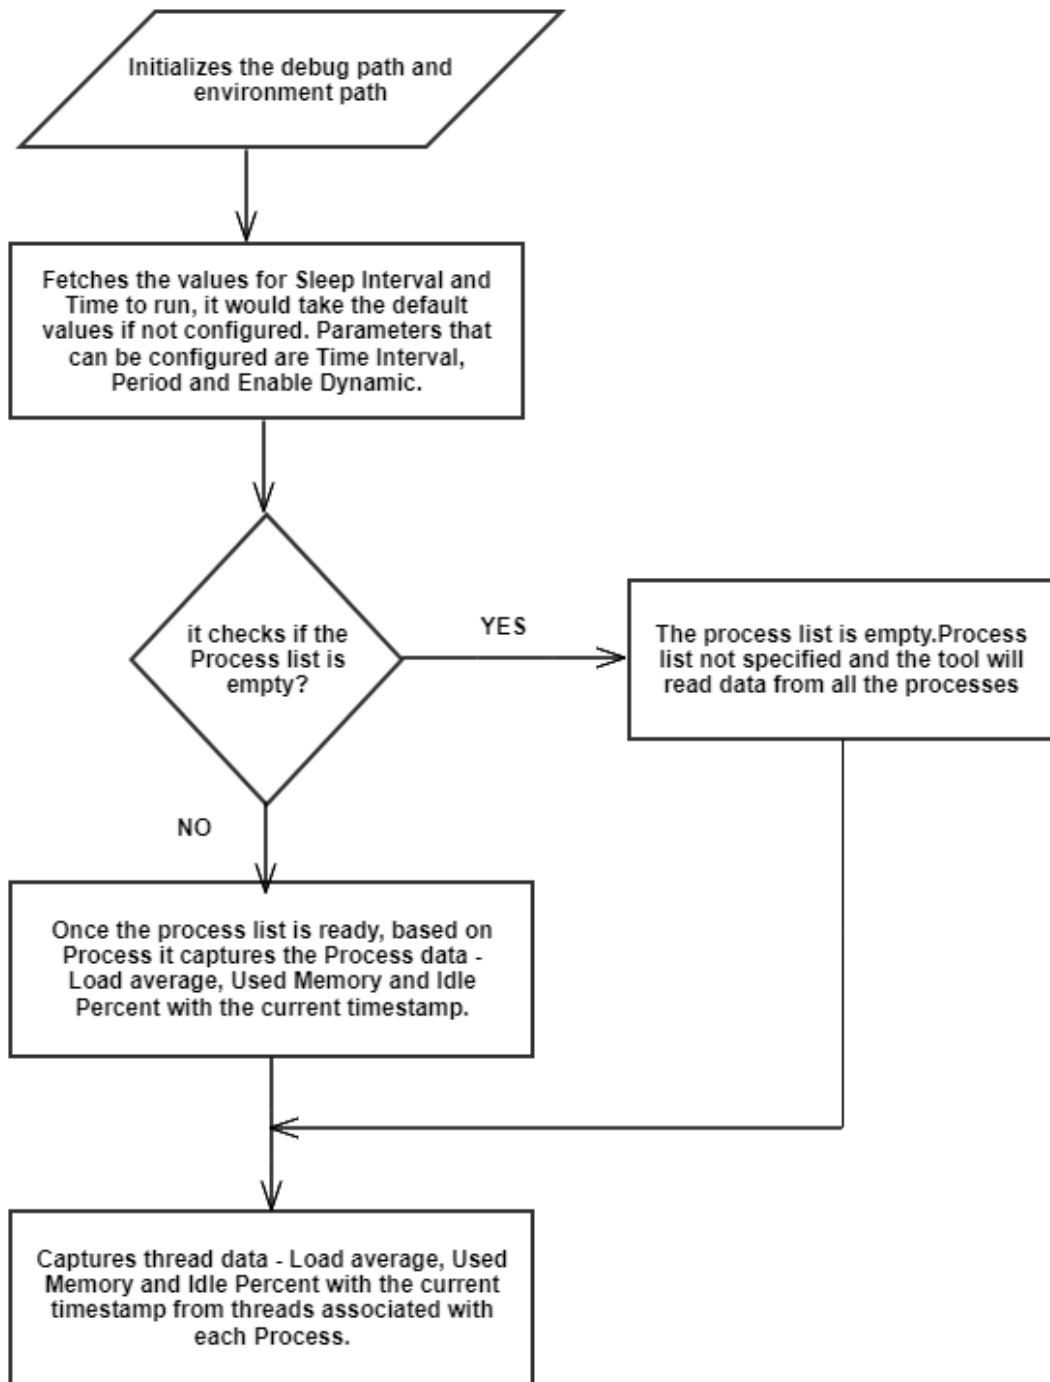 Initializes the debug path and
environment path
Fetches the values for Sleep Interval and
Time to run, it would take the default
values if not configured. Parameters that
can be configured are Time Interval,
Period and Enable Dynamic.
it checks if the
Process list is
empty?
YES
The process list is empty.Process
list not specified and the tool will
read data from all the processes
NO
Once the process list is ready, based on
Process it captures the Process data -
Load average, Used Memory and Idle
Percent with the current timestamp.
Captures thread data - Load average, Used
Memory and Idle Percent with the current
timestamp from threads associated with
each Process.